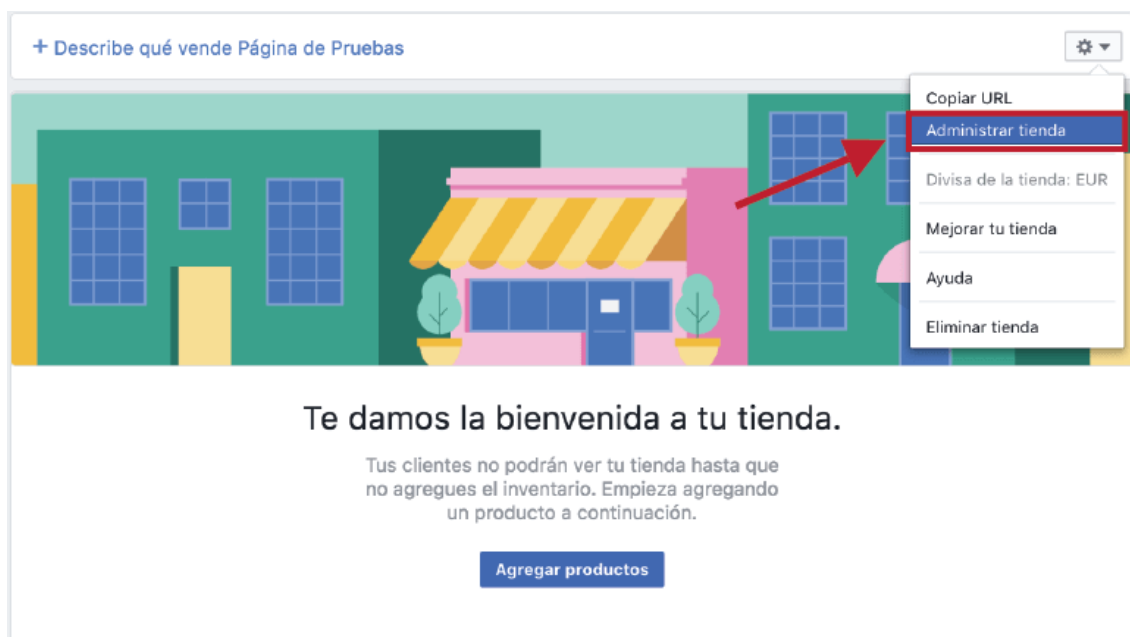 + Describe qué vende Página de Pruebas
Copiar URL
Administrar tienda
Divisa de la tienda: EUR
Mejorar tu tienda
Ayuda
Eliminar tienda
Te damos la bienvenida a tu tienda.
Tus clientes no podrán ver tu tienda hasta que
no agregues el inventario. Empieza agregando
un producto a continuación.
Agregar productos